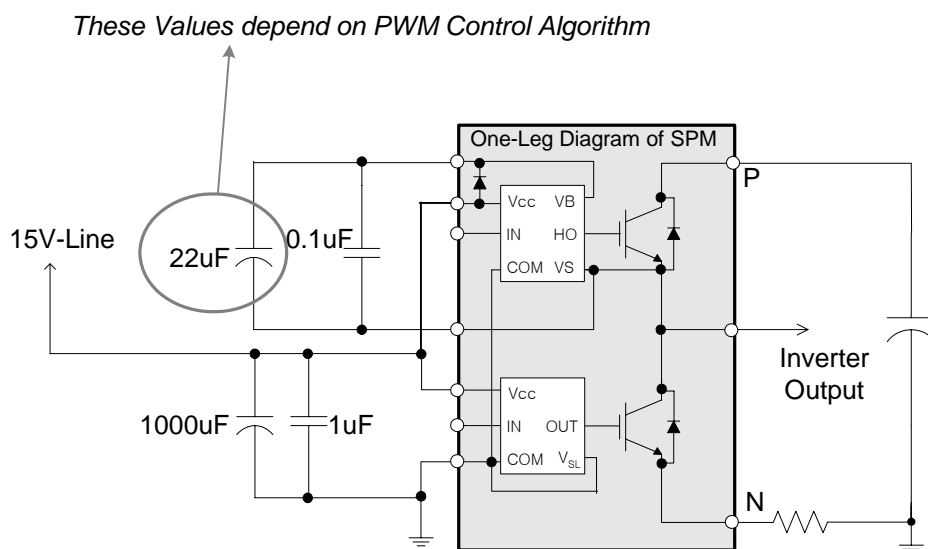 These Values depend on PWM Control Algorithm
One-Leg Diagram of SPM
P
Vcc VB
15V-Line
22uF
0.1uF
IN HO
COM VS
Inverter
Output
Vcc
1000uF
1uF
IN OUT
COM VSL
N